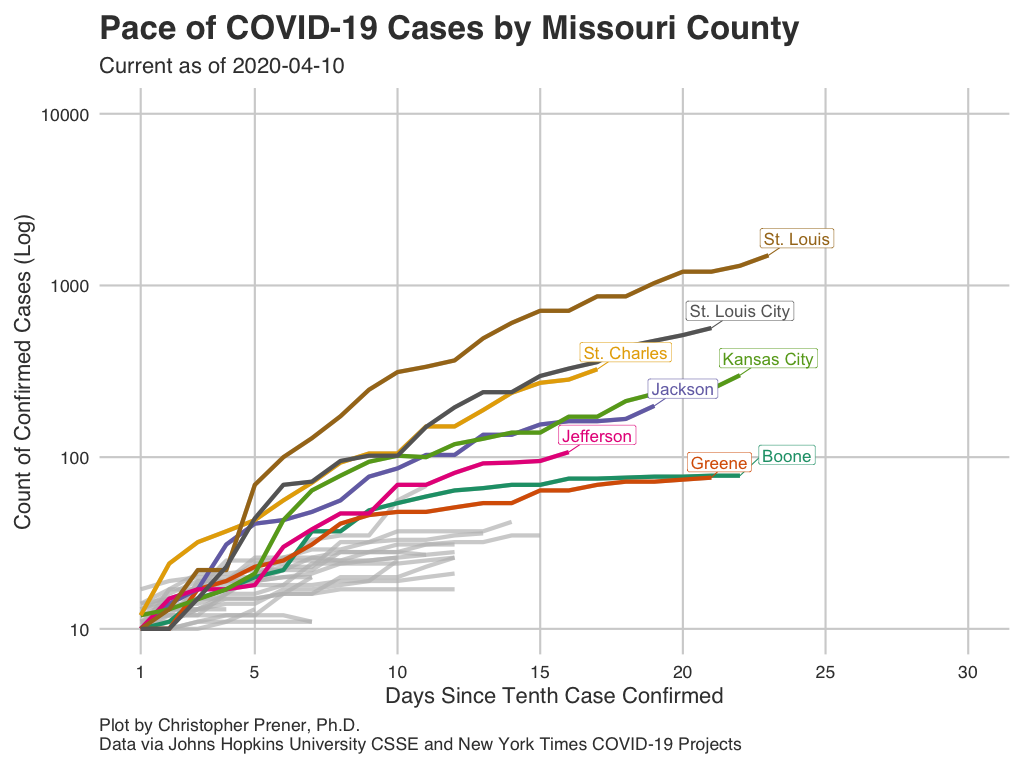 Pace of COVID-19 Cases by Missouri County
Current as of 2020-04-10
Count of Confirmed Cases (Log)
10000
1000
100
10
St. Louis
St. Louis City
St. Charles
Kansas City
Jackson
Jefferson
Boone
Greene
1 5 10 15 20 25 30
Days Since Tenth Case Confirmed
Plot by Christopher Prener, Ph.D.
Data via Johns Hopkins University CSSE and New York Times COVID-19 Projects